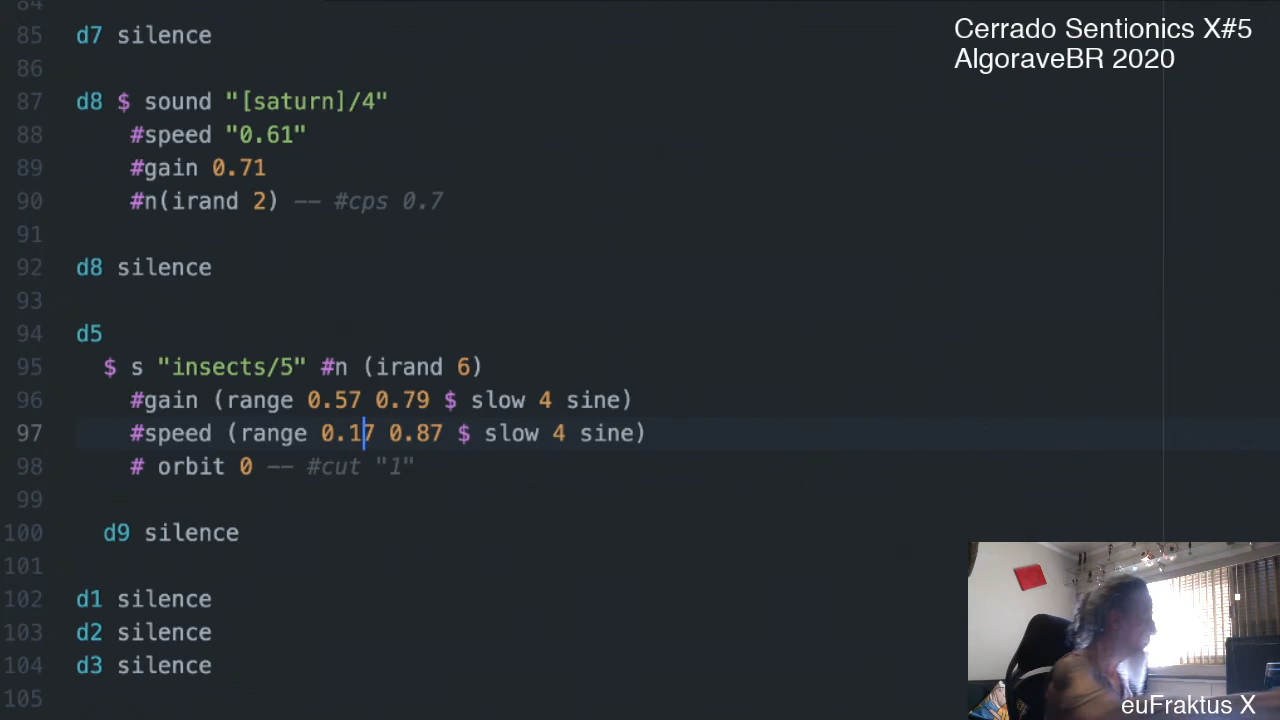 84
85 d7 silence
86
87 d8 $ sound "[saturn]/4"
88 #speed "0.61"
89 #gain 0.71
90 #n(irand 2) -- #cps 0.7
91
92 d8 silence
93
94 d5
95 $ s "insects/5" #n (irand 6)
96 #gain (range 0.57 0.79 $ slow 4 sine)
97 #speed (range 0.17 0.87 $ slow 4 sine)
98 # orbit 0 -- #cut "1"
99
100 d9 silence
101
102 d1 silence
103 d2 silence
104 d3 silence
105
Cerrado Sentionics X#5
AlgoraveBR 2020
euFraktus X